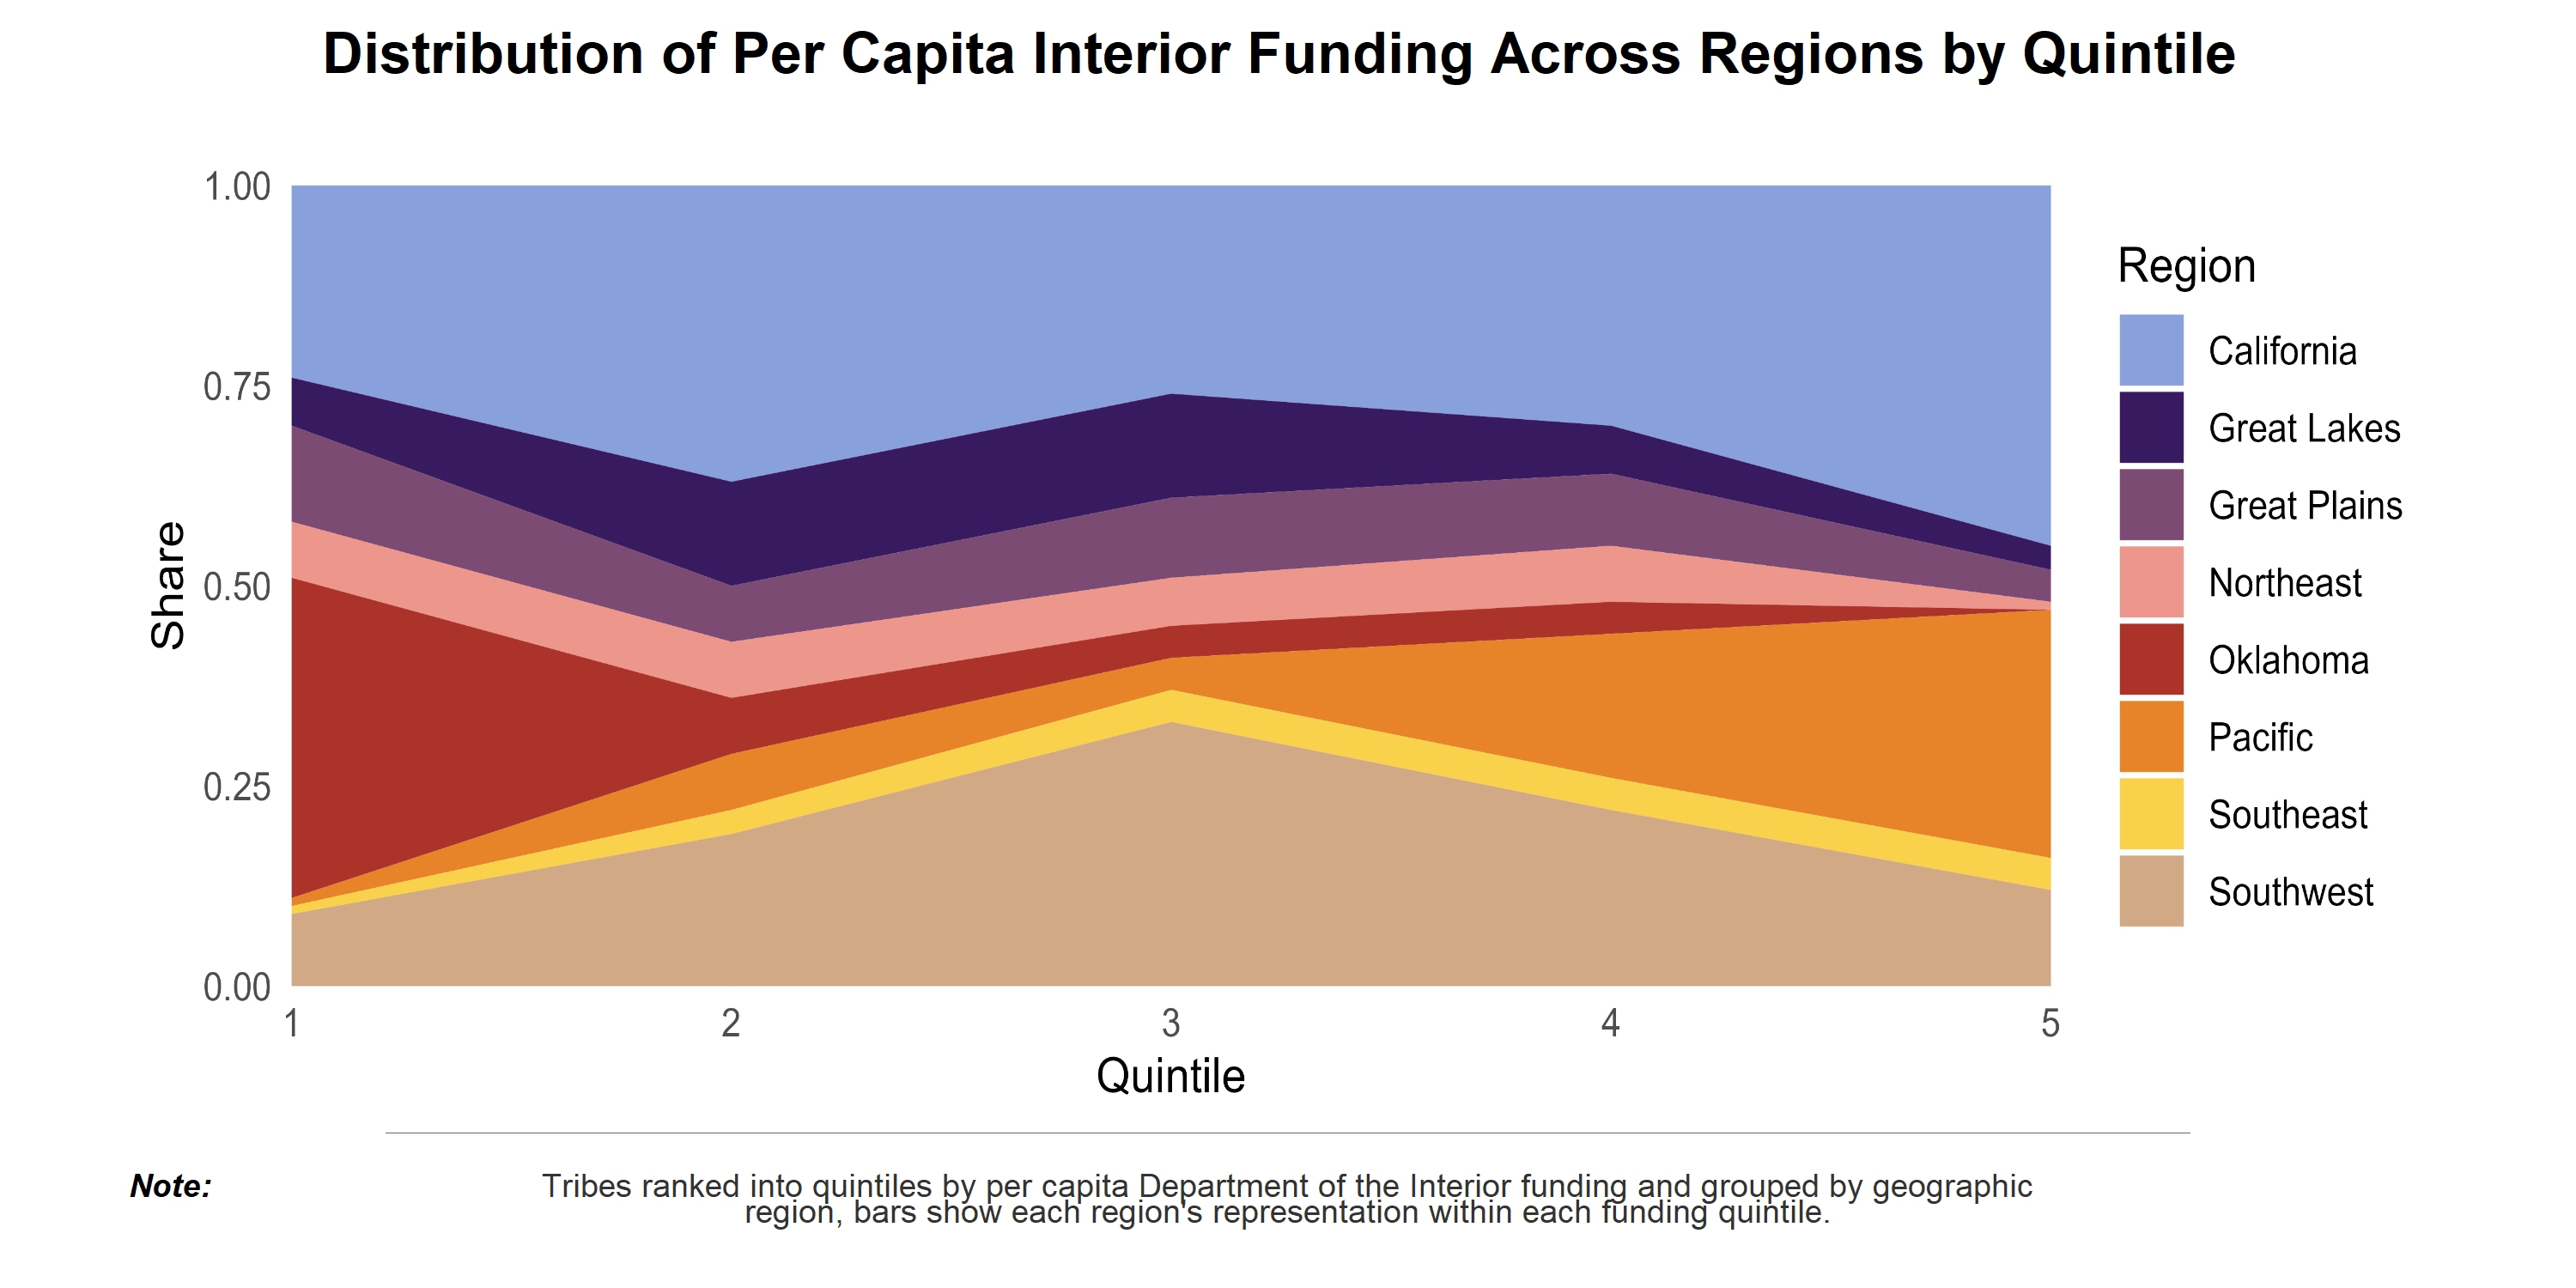 Distribution of Per Capita Interior Funding Across Regions by Quintile
1.00
0.75
0.50
0.25
0.00
Share
1 2 3 4 5
Quintile
Region
California
Great Lakes
Great Plains
Northeast
Oklahoma
Pacific
Southeast
Southwest
Note: Tribes ranked into quintiles by per capita Department of the Interior funding and grouped by geographic
region, bars show each region's representation within each funding quintile.